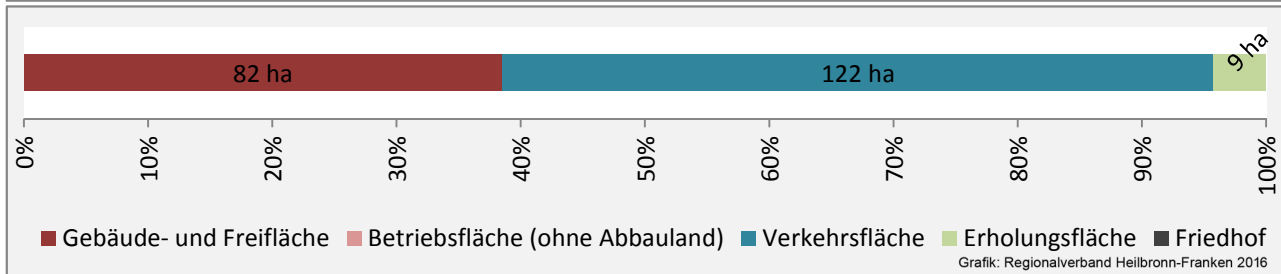 82 ha 122 ha 9 ha
0% 10% 20% 30% 40% 50% 60% 70% 80% 90% 100%
Gebäude- und Freifläche Betriebsfläche (ohne Abbauland) Verkehrsfläche Erholungsfläche Friedhof
Grafik: Regionalverband Heilbronn-Franken 2016